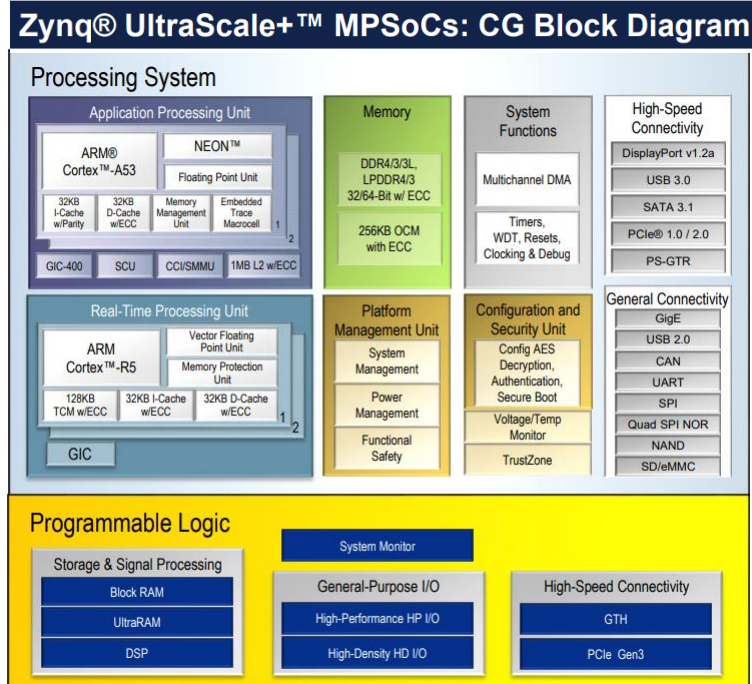 Zynq® UltraScale+™ MPSoCs: CG Block Diagram
Processing System
Application Processing Unit
ARM®
Cortex™-A53
NEON™
Floating Point Unit
32KB
I-Cache
w/Parity
32KB
D-Cache
w/ECC
Memory
Management
Unit
Embedded
Trace
Macrocell
1
2
GIC-400
SCU
CCI/SMMU
1MB L2 w/ECC
Memory
DDR4/3/3L,
LPDDR4/3
32/64-Bit w/ ECC
256KB OCM
with ECC
System
Functions
Multichannel DMA
Timers,
WDT, Resets,
Clocking & Debug
High-Speed
Connectivity
DisplayPort v1.2a
USB 3.0
SATA 3.1
PCIe® 1.0 / 2.0
PS-GTR
Real-Time Processing Unit
ARM
Cortex™-R5
Vector Floating
Point Unit
Memory Protection
Unit
128KB
TCM w/ECC
32KB I-Cache
w/ECC
32KB D-Cache
w/ECC
1
2
GIC
Platform
Management Unit
System
Management
Power
Management
Functional
Safety
Configuration and
Security Unit
Config AES
Decryption,
Authentication,
Secure Boot
Voltage/Temp
Monitor
TrustZone
General Connectivity
GigE
USB 2.0
CAN
UART
SPI
Quad SPI NOR
NAND
SD/eMMC
Programmable Logic
Storage & Signal Processing
Block RAM
UltraRAM
DSP
System Monitor
General-Purpose I/O
High-Performance HP I/O
High-Density HD I/O
High-Speed Connectivity
GTH
PCIe Gen3